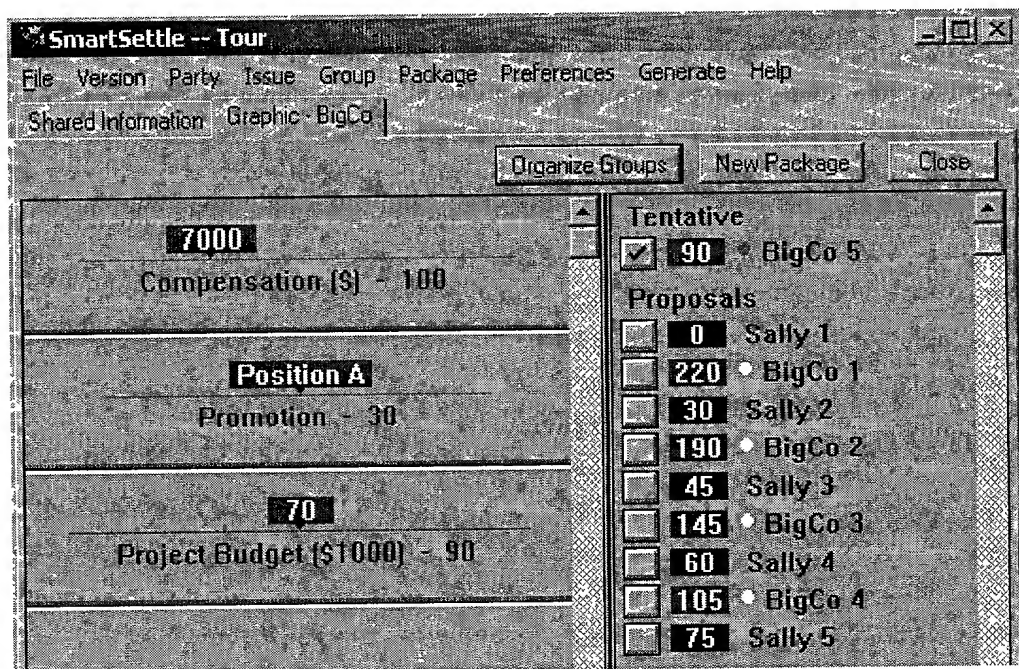 SmartSettle -- Tour
File Version Party Issue Group Package Preferences Generate Help
Shared Information Graphic - BigCo
Organize Groups New Package Close
7000
Compensation ($) - 100
Position A
Promotion - 30
70
Project Budget ($1000) - 90
Tentative
90 BigCo 5
Proposals
0 Sally 1
220 BigCo 1
30 Sally 2
190 BigCo 2
45 Sally 3
145 BigCo 3
60 Sally 4
105 BigCo 4
75 Sally 5